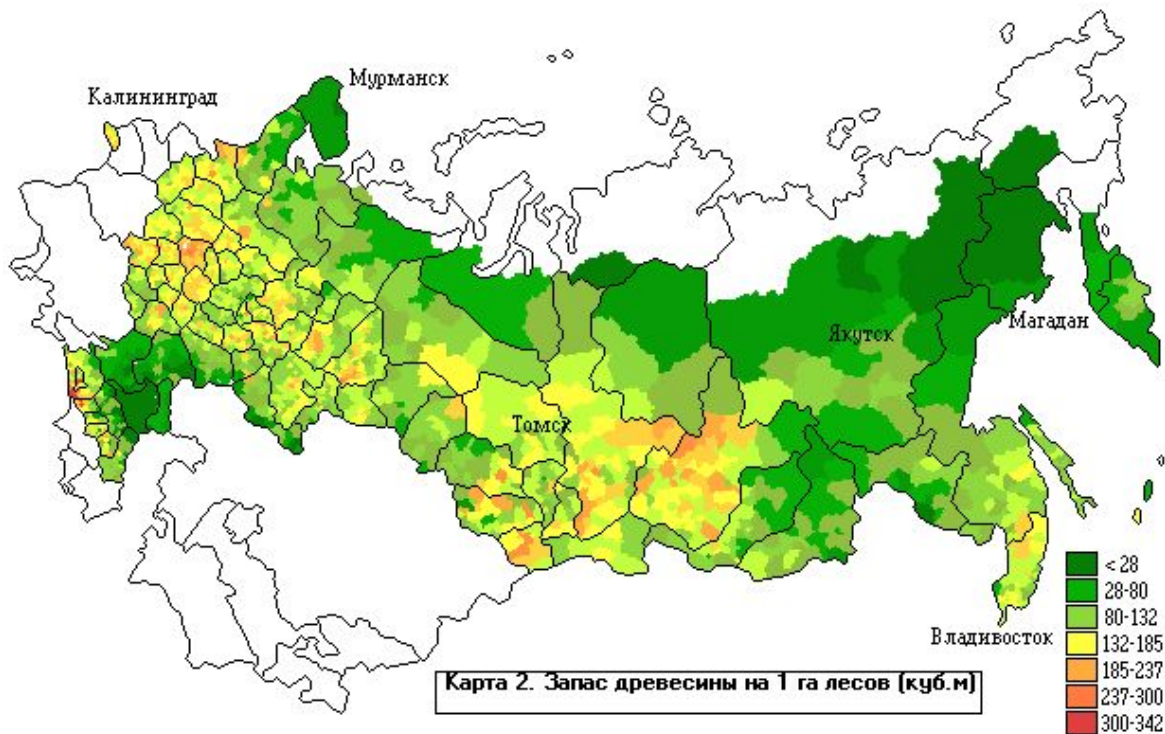 Мурманск
Калининград
Якутск
Магадан
Томск
< 28
28-80
80-132
132-185
185-237
237-300
300-342
Владивосток
Карта 2. Запас древесины на 1 га лесов (куб.м)